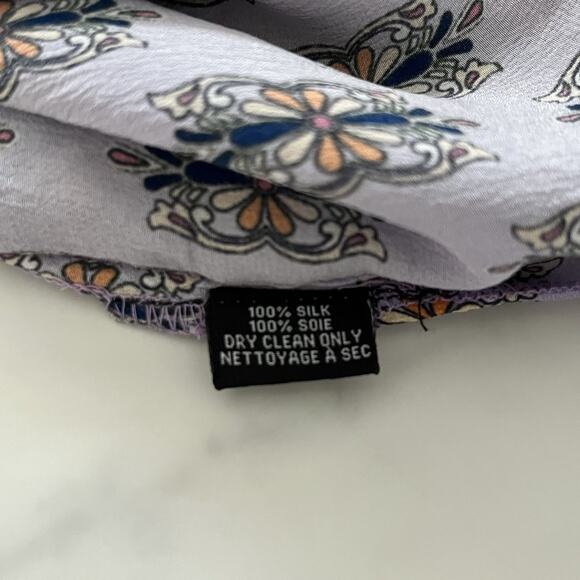 100% SILK
100% SOIE
DRY CLEAN ONLY
NETTOYAGE À SEC